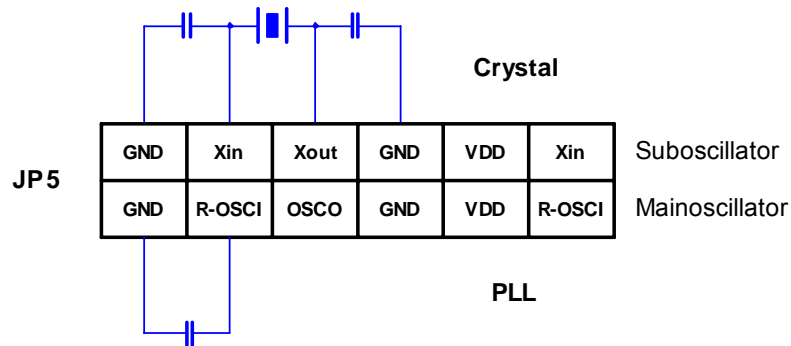 Crystal
GND Xin Xout GND VDD Xin Suboscillator
JP5
GND R-OSCI OSCO GND VDD R-OSCI Mainoscillator
PLL